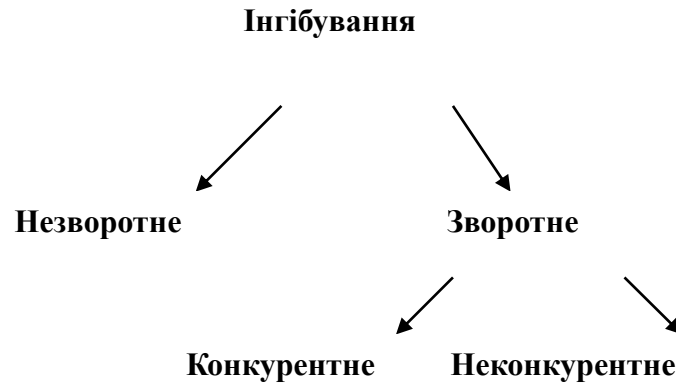 Інгібування
Незворотне Зворотне
Конкурентне Неконкурентне